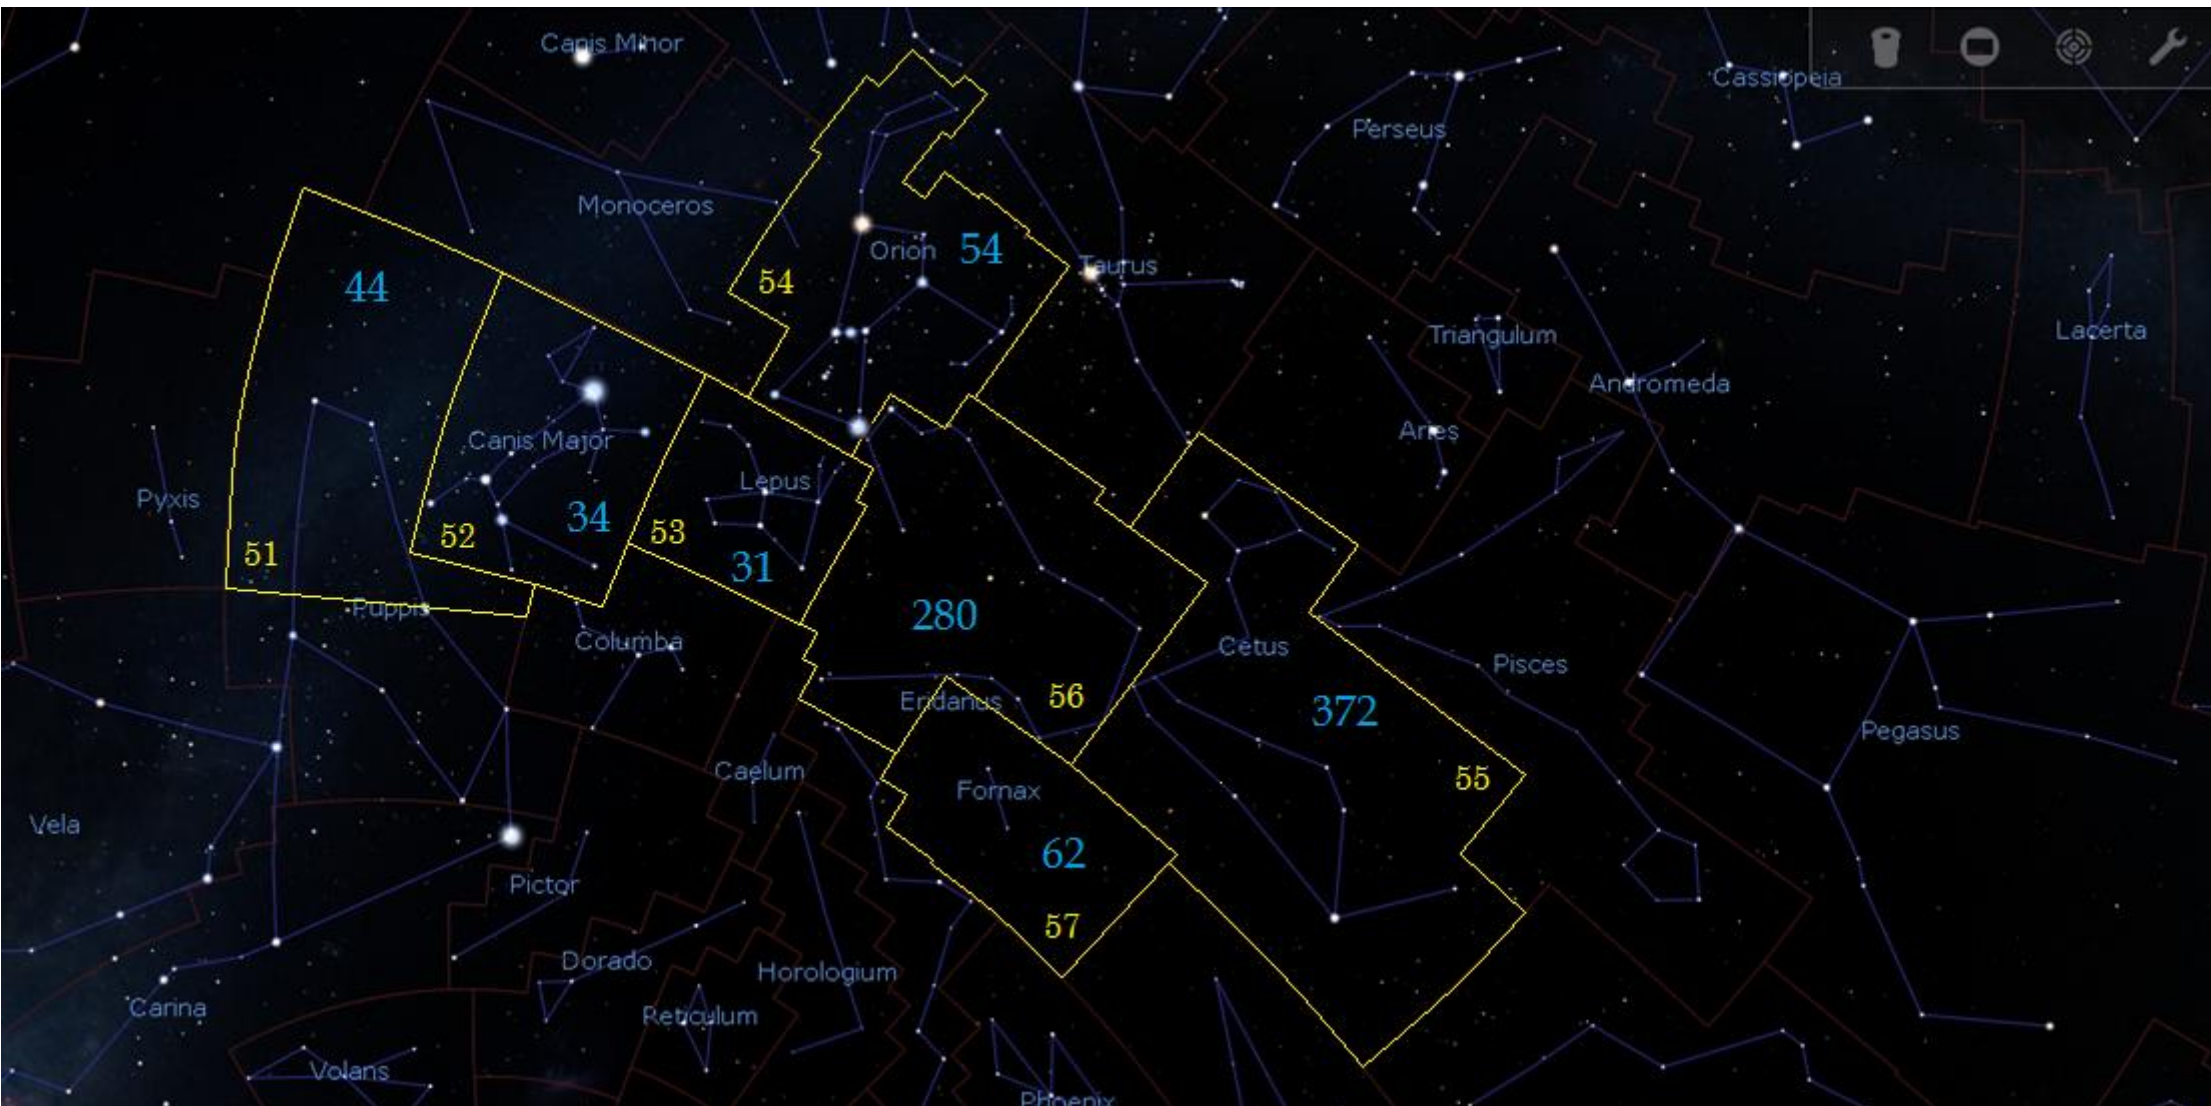 Canis Minor
Cassiopeia
Perseus
Monoceros
Orion
54
54
Taurus
44
Triangulum
Lacerta
Andromeda
Canis Major
Aries
Lepus
Pyxis
34
52
53
51
31
Puppis
280
Columba
Cetus
Pisces
Eridanus
56
372
Pegasus
Caelum
55
Fornax
Vela
62
Pictor
57
Dorado
Horologium
Carina
Reticulum
Volans
Phoenix